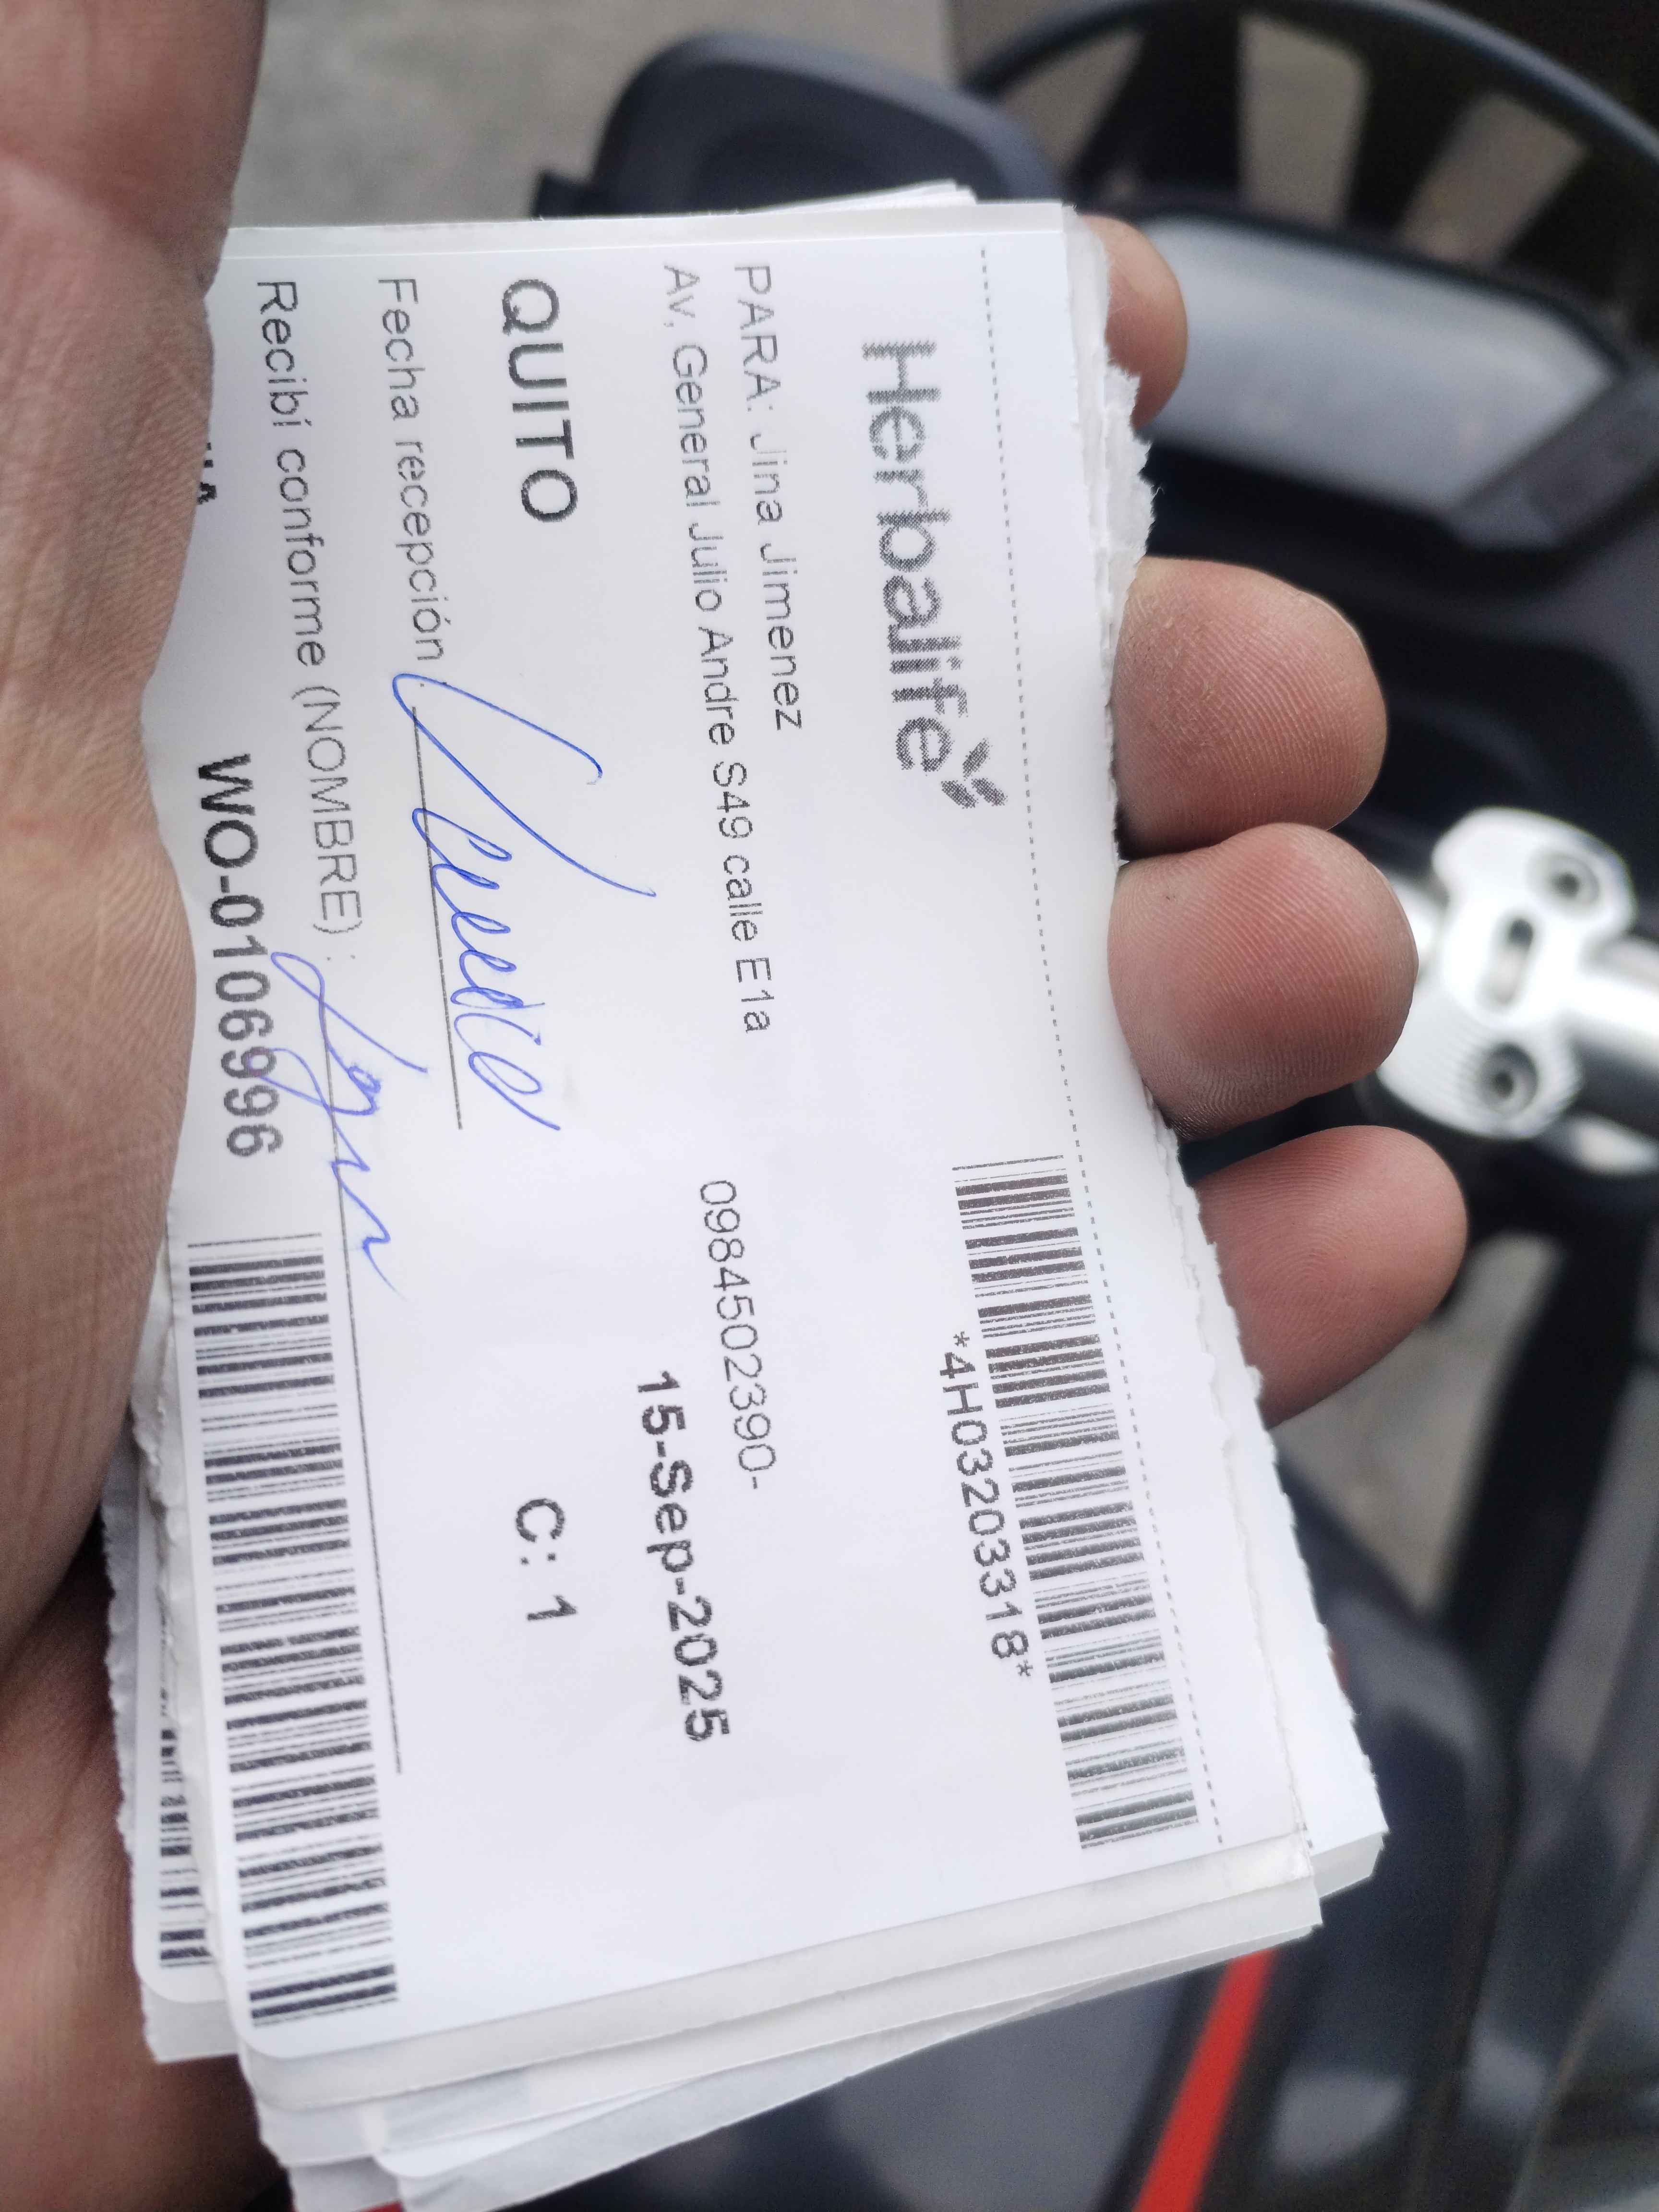 Herbalife
*4H03203318*
PARA: Jina Jimenez
Av, General Julio Andre S49 calle E1a
0984502390-
15-Sep-2025
QUITO
C: 1
Fecha recepción
Recibí conforme (NOMBRE):
WO-0106996